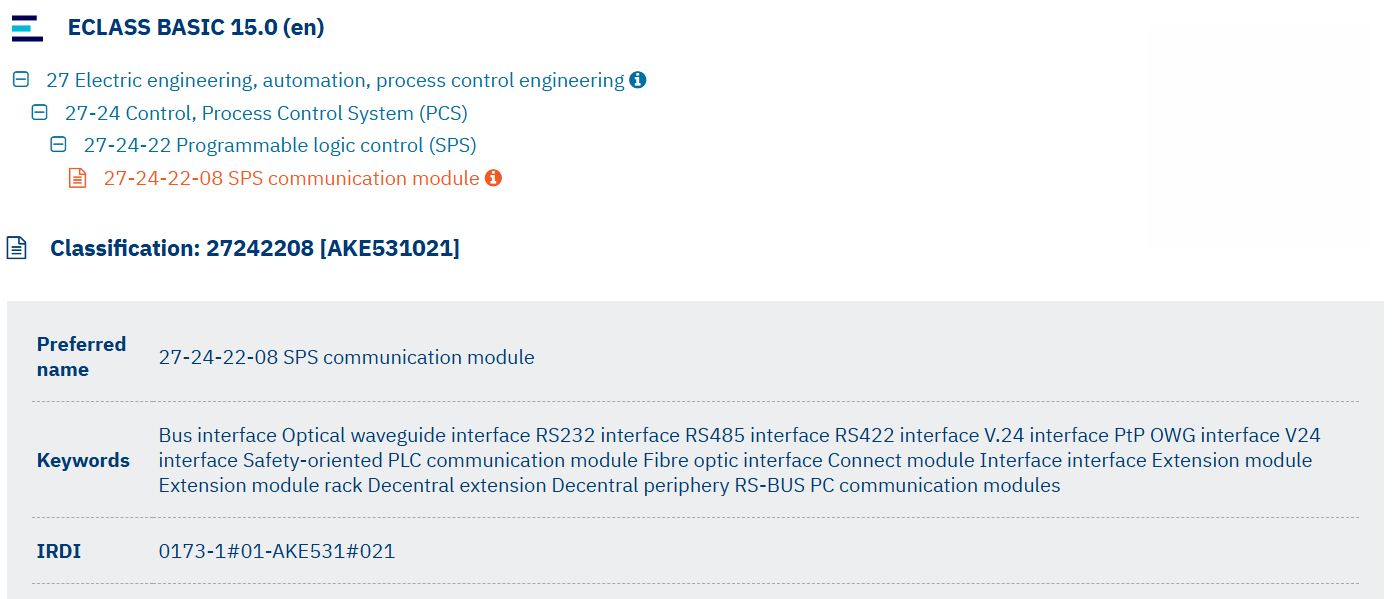 ECLASS BASIC 15.0 (en)
27 Electric engineering, automation, process control engineering
27-24 Control, Process Control System (PCS)
27-24-22 Programmable logic control (SPS)
27-24-22-08 SPS communication module
Classification: 27242208 [AKE531021]
Preferred
name
27-24-22-08 SPS communication module
Keywords
Bus interface Optical waveguide interface RS232 interface RS485 interface RS422 interface V.24 interface PtP OWG interface V24
interface Safety-oriented PLC communication module Fibre optic interface Connect module Interface interface Extension module
Extension module rack Decentral extension Decentral periphery RS-BUS PC communication modules
IRDI
0173-1#01-AKE531#021